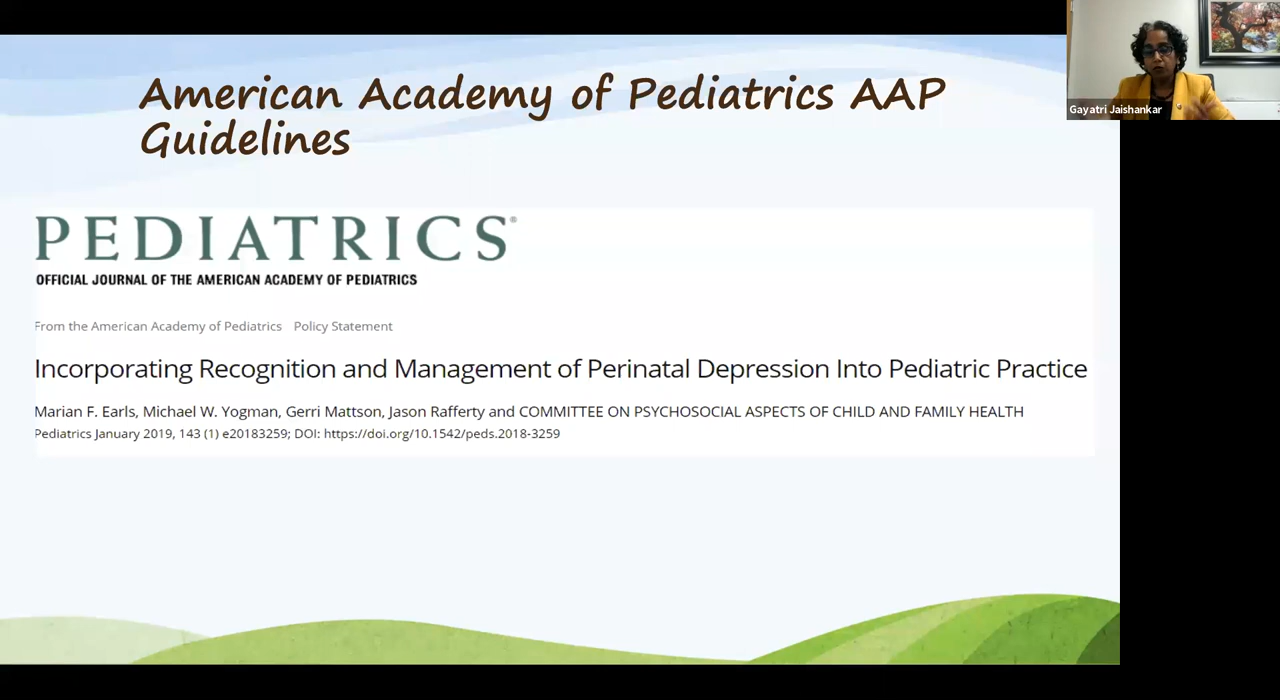 American Academy of Pediatrics AAP
Guidelines
PEDIATRICS®
OFFICIAL JOURNAL OF THE AMERICAN ACADEMY OF PEDIATRICS
From the American Academy of Pediatrics Policy Statement
Incorporating Recognition and Management of Perinatal Depression Into Pediatric Practice
Marian F. Earls, Michael W. Yogman, Gerri Mattson, Jason Rafferty and COMMITTEE ON PSYCHOSOCIAL ASPECTS OF CHILD AND FAMILY HEALTH
Pediatrics January 2019, 143 (1) e20183259; DOI: https://doi.org/10.1542/peds.2018-3259
Gayatri Jaishankar